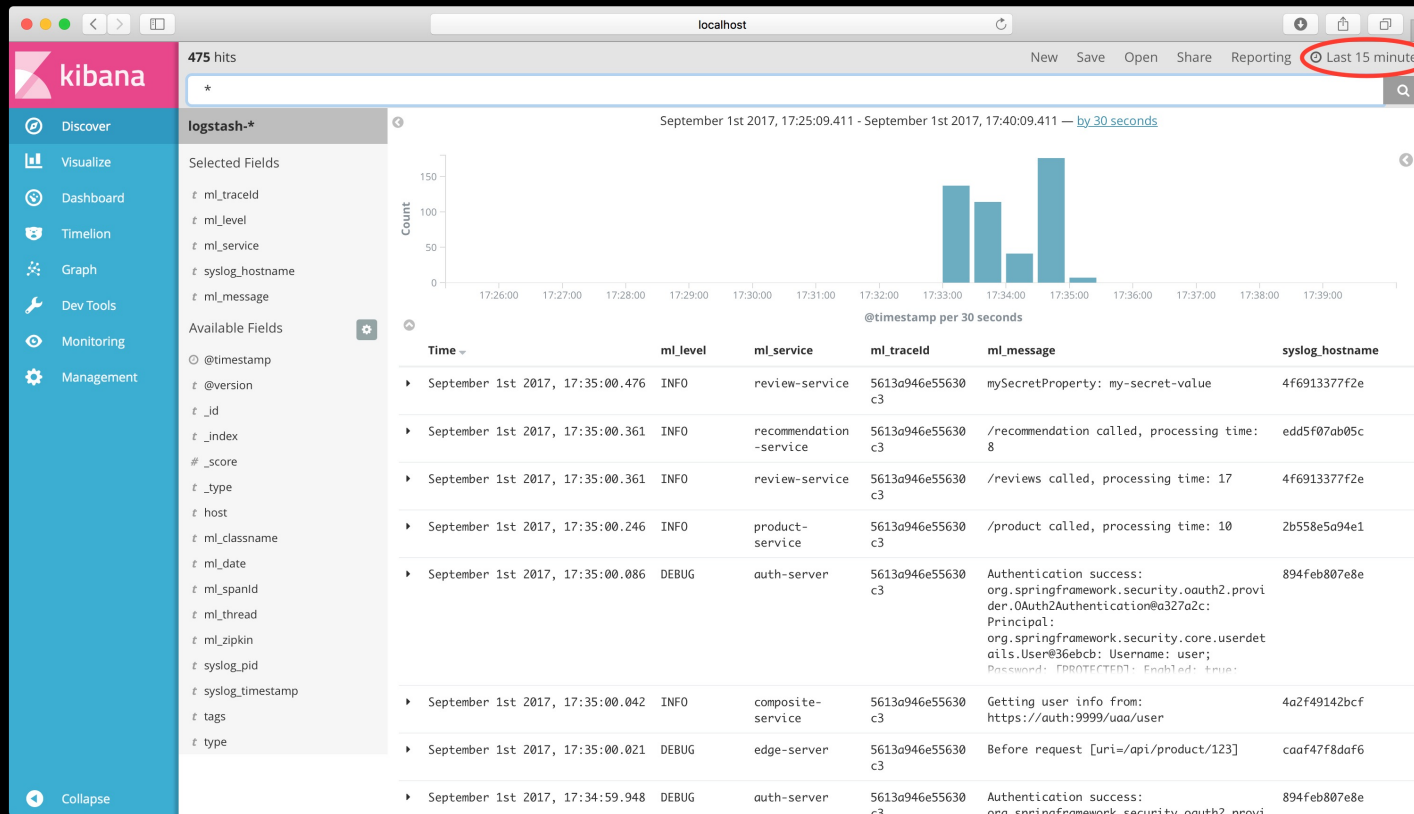 localhost
kibana
475 hits
New Save Open Share Reporting Last 15 minute
*
Discover
Visualize
Dashboard
Timelion
Graph
Dev Tools
Monitoring
Management
Collapse
logstash-*
Selected Fields
t ml_traceId
t ml_level
t ml_service
t syslog_hostname
t ml_message
Available Fields
@timestamp
t @version
t _id
t _index
# _score
t _type
t host
t ml_classname
t ml_date
t ml_spanId
t ml_thread
t ml_zipkin
t syslog_pid
t syslog_timestamp
t tags
t type
September 1st 2017, 17:25:09.411 - September 1st 2017, 17:40:09.411 — by 30 seconds
Count
150
100
50
0
17:26:00 17:27:00 17:28:00 17:29:00 17:30:00 17:31:00 17:32:00 17:33:00 17:34:00 17:35:00 17:36:00 17:37:00 17:38:00 17:39:00
@timestamp per 30 seconds
Time ml_level ml_service ml_traceId ml_message syslog_hostname
September 1st 2017, 17:35:00.476 INFO review-service 5613a946e55630 mySecretProperty: my-secret-value 4f6913377f2e
c3
September 1st 2017, 17:35:00.361 INFO recommendation 5613a946e55630 /recommendation called, processing time: edd5f07ab05c
-service c3 8
September 1st 2017, 17:35:00.361 INFO review-service 5613a946e55630 /reviews called, processing time: 17 4f6913377f2e
c3
September 1st 2017, 17:35:00.246 INFO product- 5613a946e55630 /product called, processing time: 10 2b558e5a94e1
service c3
September 1st 2017, 17:35:00.086 DEBUG auth-server 5613a946e55630 Authentication success: 894feb807e8e
c3 org.springframework.security.oauth2.provi
der.OAuth2Authentication@a327a2c:
Principal:
org.springframework.security.core.userdet
ails.User@36ebcb: Username: user;
Password: [PROTECTED]; Enabled: true;
September 1st 2017, 17:35:00.042 INFO composite- 5613a946e55630 Getting user info from: 4a2f49142bcf
service c3 https://auth:9999/uaa/user
September 1st 2017, 17:35:00.021 DEBUG edge-server 5613a946e55630 Before request [uri=/api/product/123] caaf47f8daf6
c3
September 1st 2017, 17:34:59.948 DEBUG auth-server 5613a946e55630 Authentication success: 894feb807e8e
c3 org.springframework.security.oauth2.provi